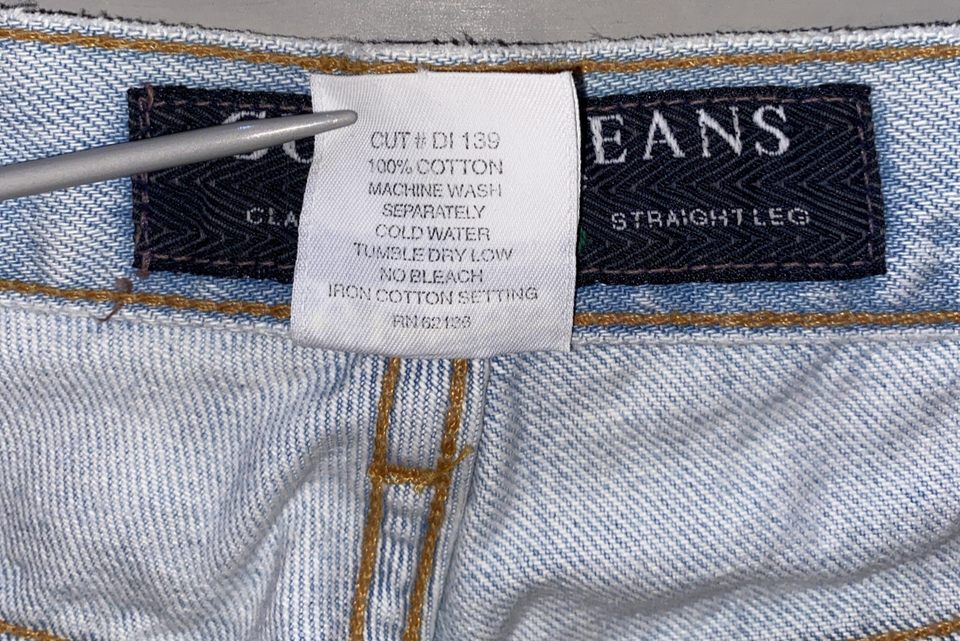 EANS
STRAIGHT LEG
CUT # DI 139
100% COTTON
MACHINE WASH
SEPARATELY
COLD WATER
TUMBLE DRY LOW
NO BLEACH
IRON COTTON SETTING
RN 62136